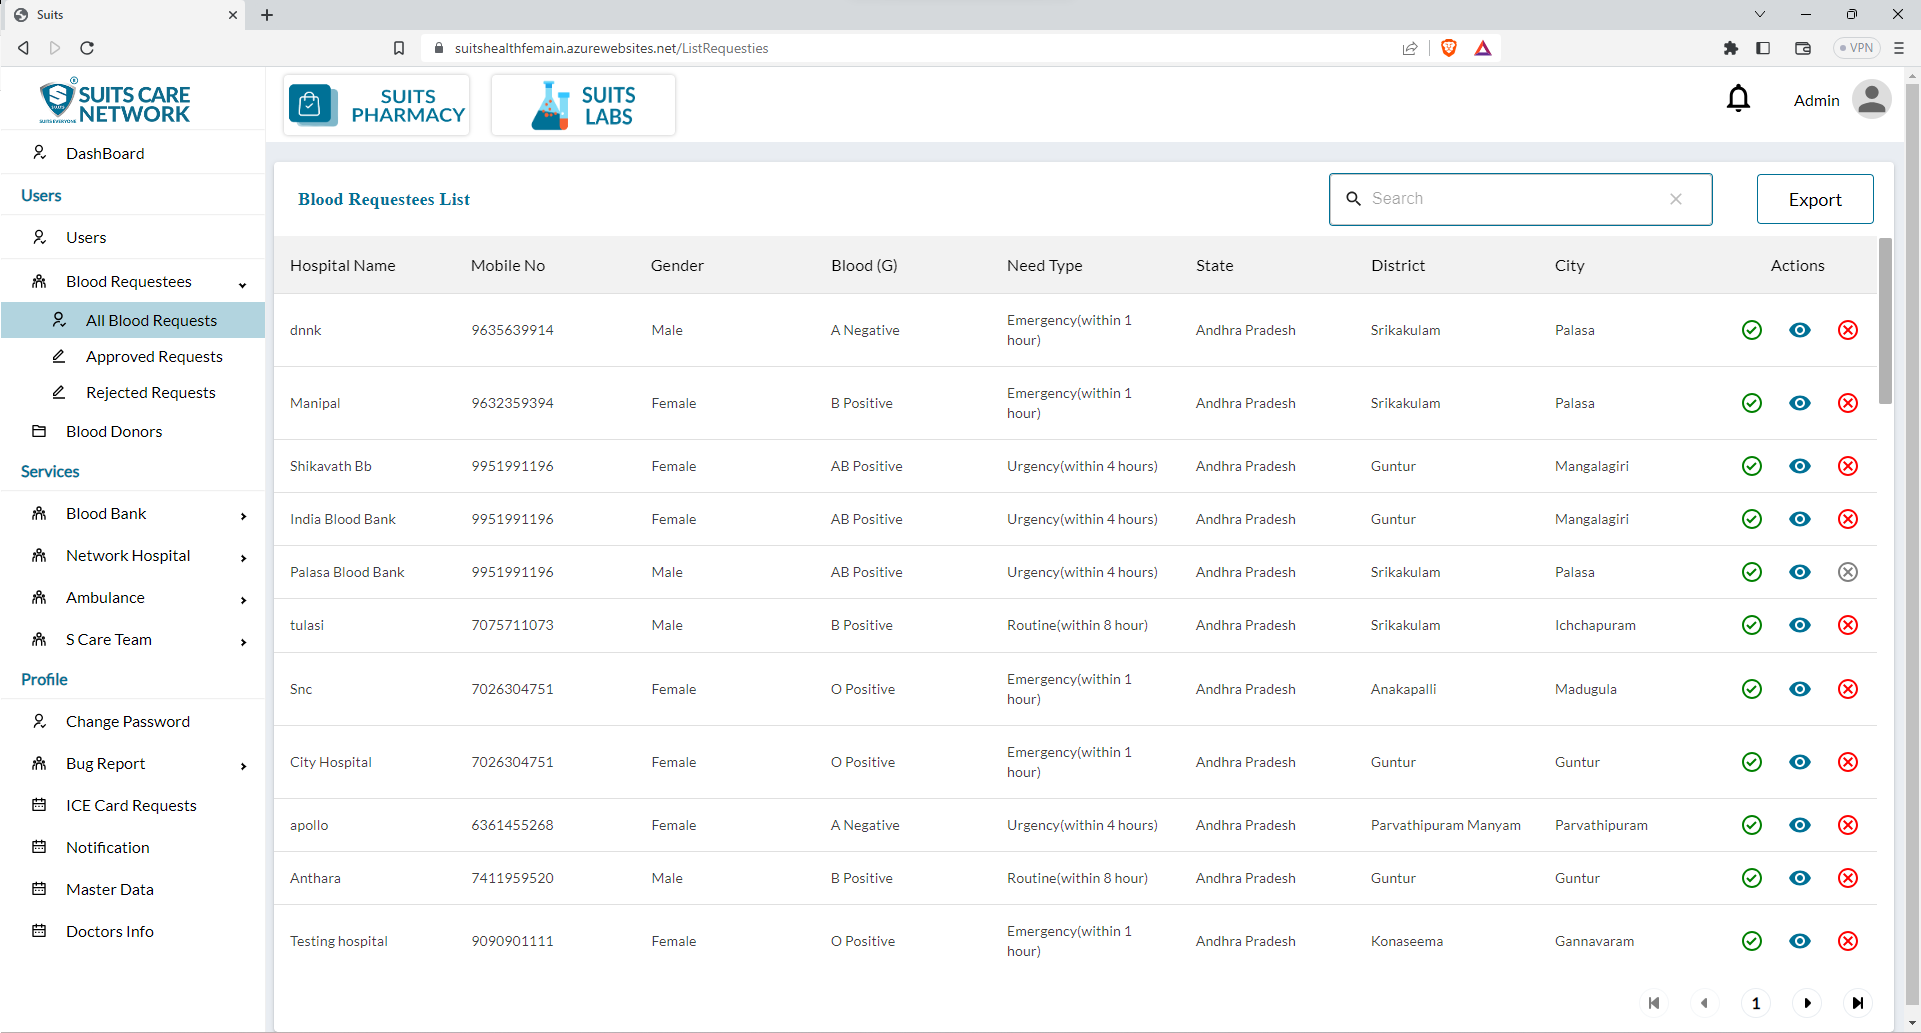 Suits
suitshealthfemain.azurewebsites.net/ListRequesties
VPN
SUITS CARE
NETWORK
SUITS EVERYONE
SUITS
PHARMACY
SUITS
LABS
Admin
DashBoard
Users
Users
Blood Requestees
All Blood Requests
Approved Requests
Rejected Requests
Blood Donors
Services
Blood Bank
Network Hospital
Ambulance
S Care Team
Profile
Change Password
Bug Report
ICE Card Requests
Notification
Master Data
Doctors Info
Blood Requestees List
Search
Export
Hospital Name Mobile No Gender Blood (G) Need Type State District City Actions
dnnk 9635639914 Male A Negative Emergency(within 1 hour) Andhra Pradesh Srikakulam Palasa
Manipal 9632359394 Female B Positive Emergency(within 1 hour) Andhra Pradesh Srikakulam Palasa
Shikavath Bb 9951991196 Female AB Positive Urgency(within 4 hours) Andhra Pradesh Guntur Mangalagiri
India Blood Bank 9951991196 Female AB Positive Urgency(within 4 hours) Andhra Pradesh Guntur Mangalagiri
Palasa Blood Bank 9951991196 Male AB Positive Urgency(within 4 hours) Andhra Pradesh Srikakulam Palasa
tulasi 7075711073 Male B Positive Routine(within 8 hour) Andhra Pradesh Srikakulam Ichchapuram
Snc 7026304751 Female O Positive Emergency(within 1 hour) Andhra Pradesh Anakapalli Madugula
City Hospital 7026304751 Female O Positive Emergency(within 1 hour) Andhra Pradesh Guntur Guntur
apollo 6361455268 Female A Negative Urgency(within 4 hours) Andhra Pradesh Parvathipuram Manyam Parvathipuram
Anthara 7411959520 Male B Positive Routine(within 8 hour) Andhra Pradesh Guntur Guntur
Testing hospital 9090901111 Female O Positive Emergency(within 1 hour) Andhra Pradesh Konaseema Gannavaram
1